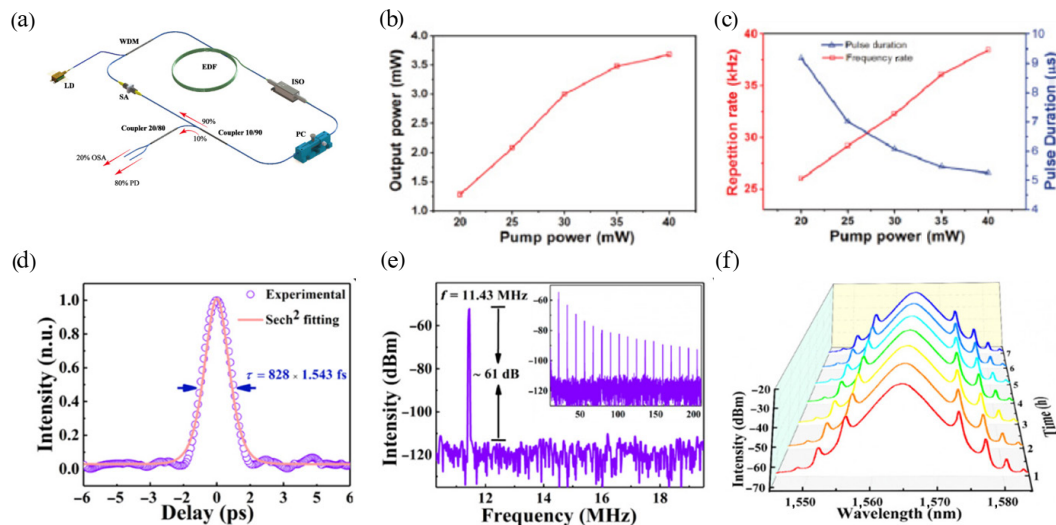 (a)
WDM
EDF
LD
SA
ISO
90%
Coupler 20/80
10%
Coupler 10/90
PC
20% OSA
80% PD
(b)
Output power (mW)
4.0
3.5
3.0
2.5
2.0
1.5
1.0
20 25 30 35 40
Pump power (mW)
(c)
Repetition rate (kHz)
40
35
30
25
Pulse duration
Frequency rate
10
9
8
7
6
5
4
Pulse Duration (μs)
20 25 30 35 40
Pump power (mW)
(d)
Intensity (n.u.)
1.0
0.8
0.6
0.4
0.2
0.0
Experimental
Sech² fitting
τ = 828 × 1.543 fs
−6 −5 −2 0 2 5 6
Delay (ps)
(e)
Intensity (dBm)
−60
−80
−100
−120
f = 11.43 MHz
~ 61 dB
−60
−80
−100
−120
50 100 150 200
12 14 16 18
Frequency (MHz)
(f)
Intensity (dBm)
−20
−30
−40
−50
−60
−70
1,550 1,560 1,570 1,580
Wavelength (nm)
1
2
3
4
5
6
7
Time (h)